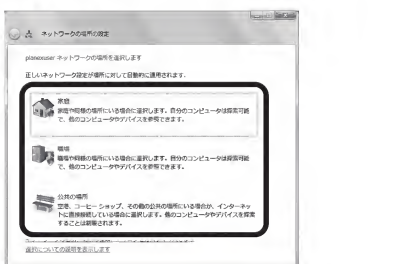 ネットワークの場所の設定
planexuser ネットワークの場所を選択します
正しいネットワーク設定が場所に対して自動的に適用されます。
家庭
家庭や同様の場所にいる場合に選択します。自分のコンピュータは探索可能
で、他のコンピュータやデバイスを参照できます。
職場
職場や同様の場所にいる場合に選択します。自分のコンピュータは探索可能
で、他のコンピュータやデバイスを参照できます。
公共の場所
空港、コーヒー ショップ、その他の公共の場所にいる場合か、インターネッ
トに直接接続している場合に選択します。他のコンピュータやデバイスを探索
することは制限されます。
選択についての説明を表示します